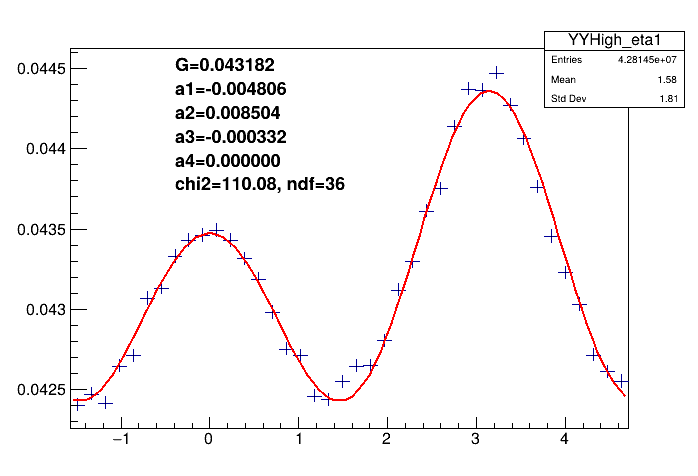 YYHigh_eta1
Entries 4.28145e+07
Mean 1.58
Std Dev 1.81
G=0.043182
a1=-0.004806
a2=0.008504
a3=-0.000332
a4=0.000000
chi2=110.08, ndf=36
0.0445
0.044
0.0435
0.043
0.0425
−1 0 1 2 3 4